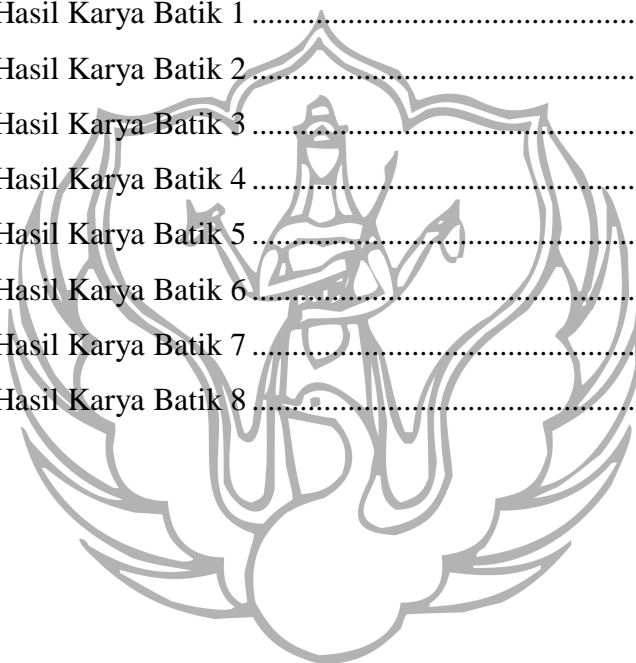 Hasil Karya Batik 1 ................................................
Hasil Karya Batik 2 ................................................
Hasil Karya Batik 3 ................................................
Hasil Karya Batik 4 ................................................
Hasil Karya Batik 5 ................................................
Hasil Karya Batik 6 ................................................
Hasil Karya Batik 7 ................................................
Hasil Karya Batik 8 ................................................